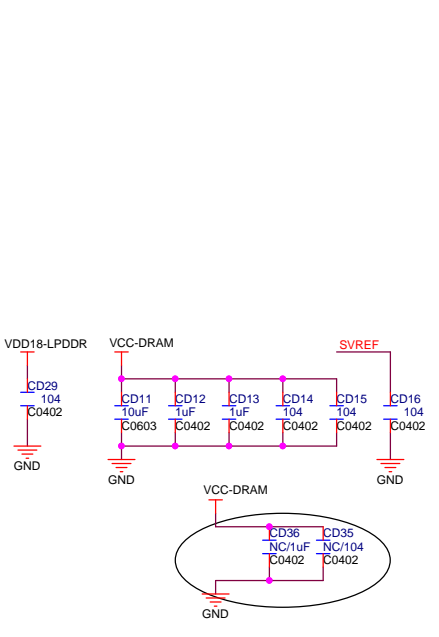 VDD18-LPDDR
VCC-DRAM
SVREF
CD29
104
C0402
CD11
10uF
C0603
CD12
1uF
C0402
CD13
1uF
C0402
CD14
104
C0402
CD15
104
C0402
CD16
104
C0402
GND
GND
GND
VCC-DRAM
CD36
NC/1uF
C0402
CD35
NC/104
C0402
GND